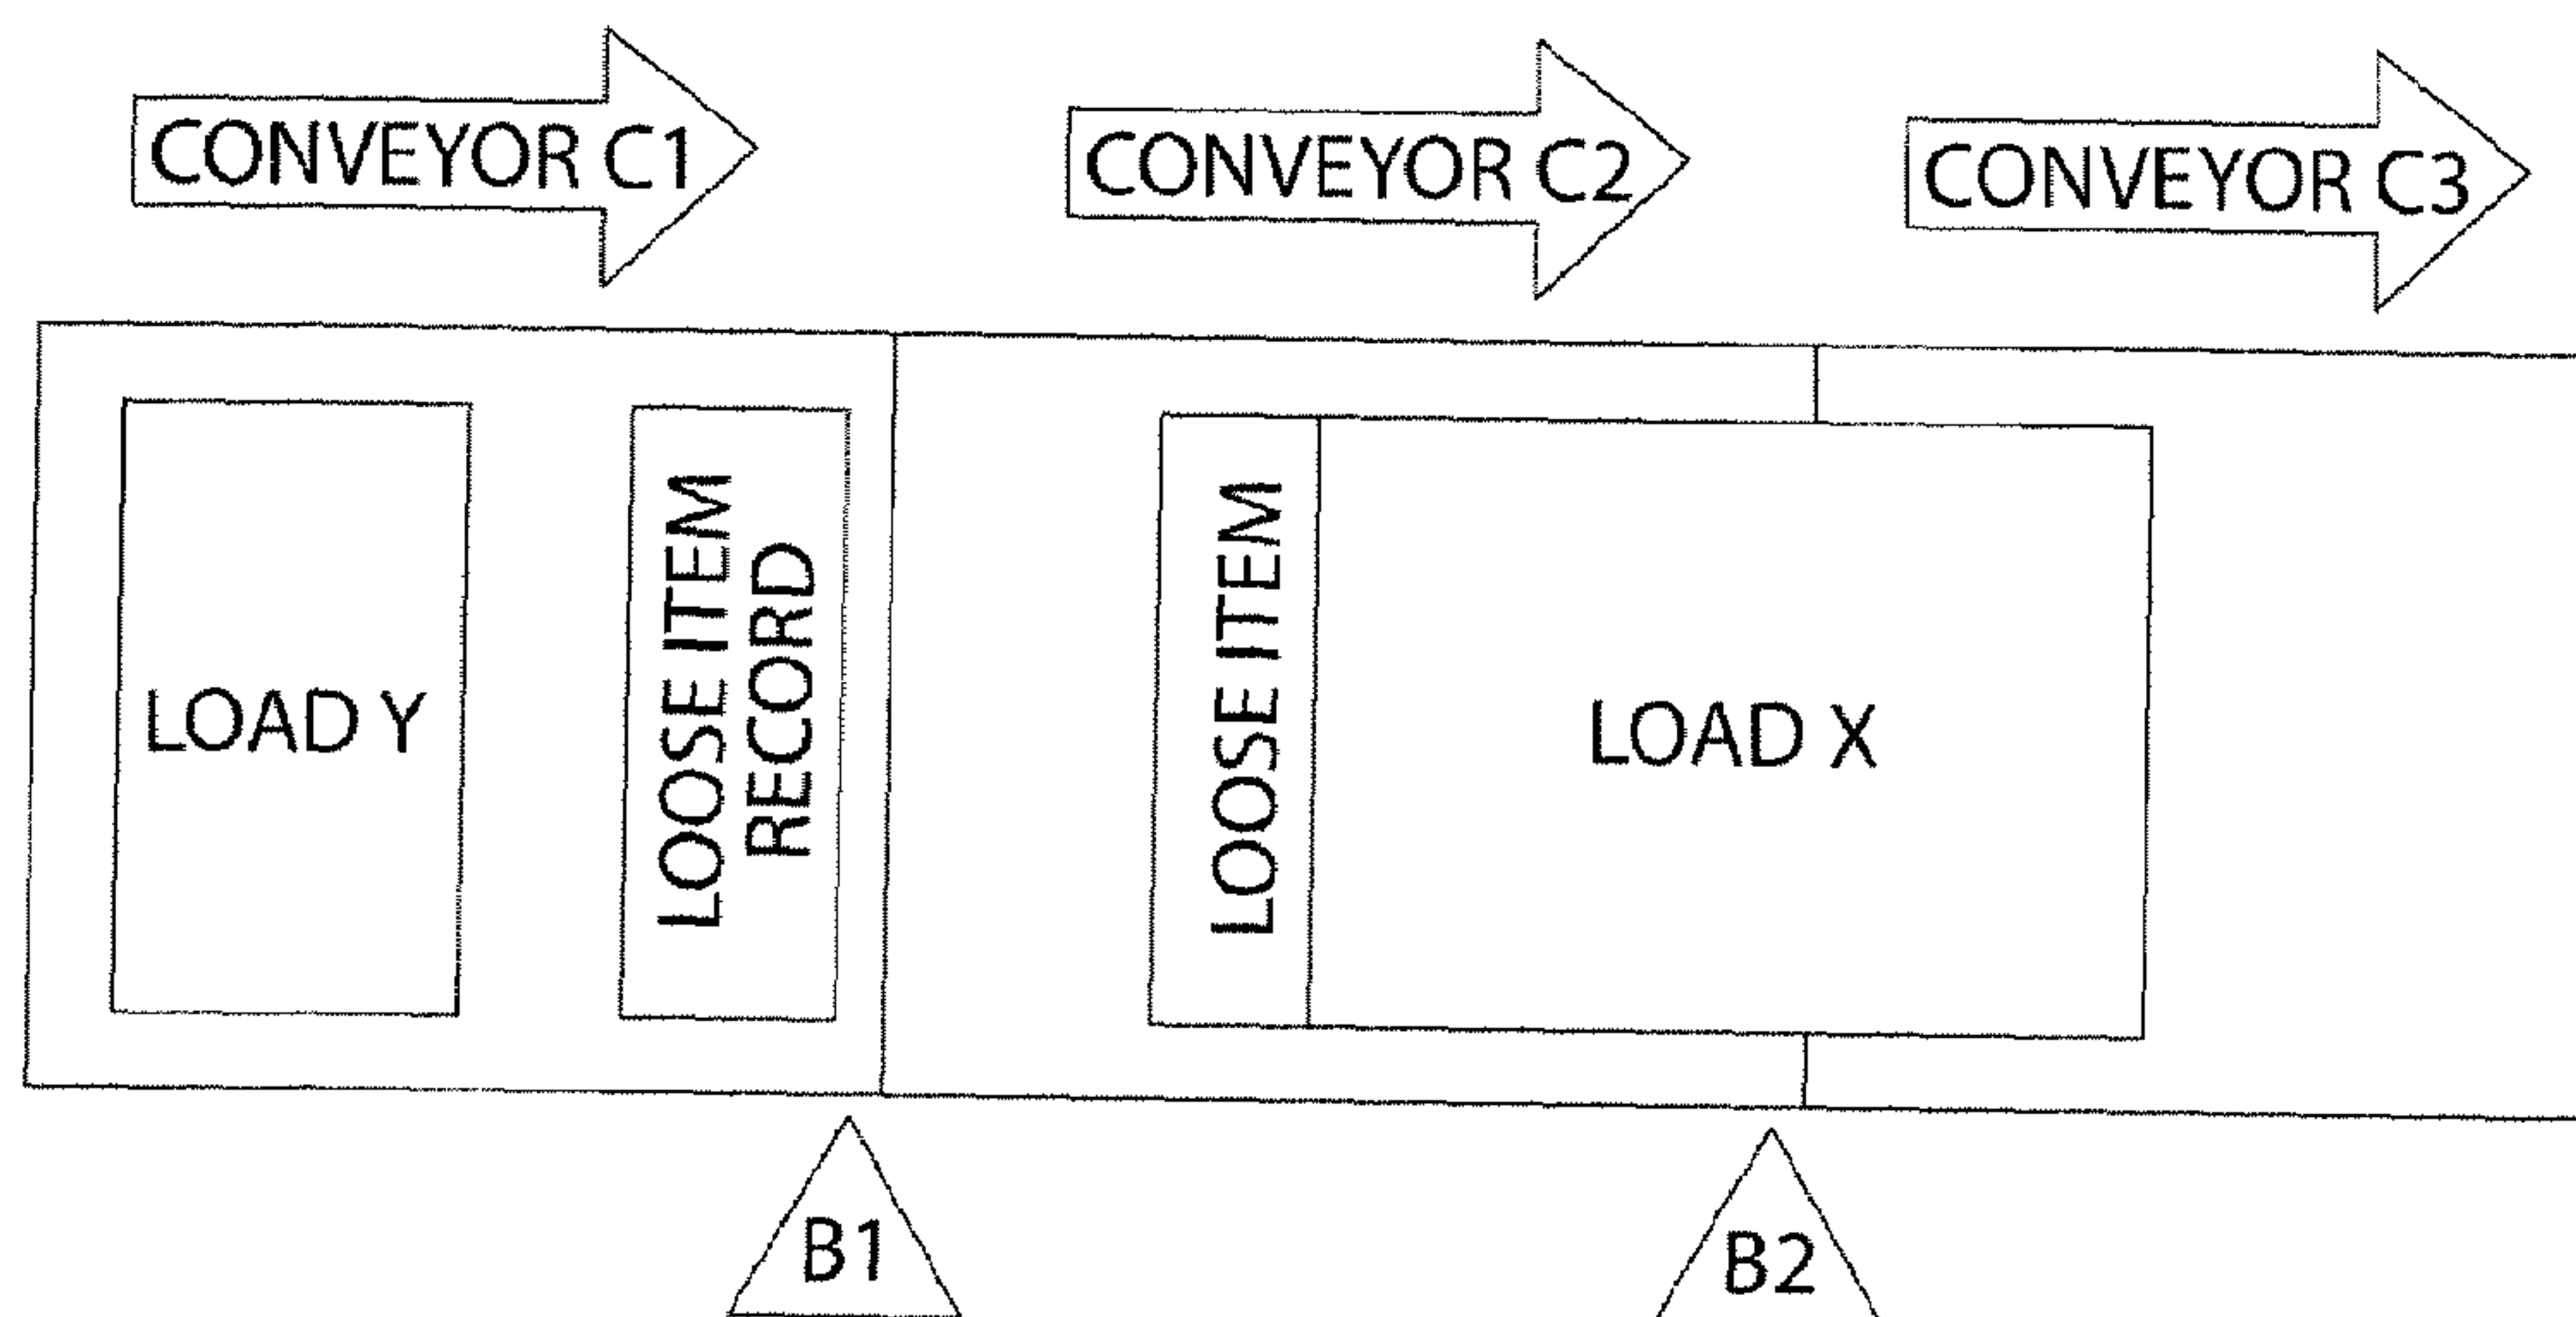 CONVEYOR C1
CONVEYOR C2
CONVEYOR C3
LOAD Y
LOOSE ITEM
RECORD
LOOSE ITEM
LOAD X
B1
B2